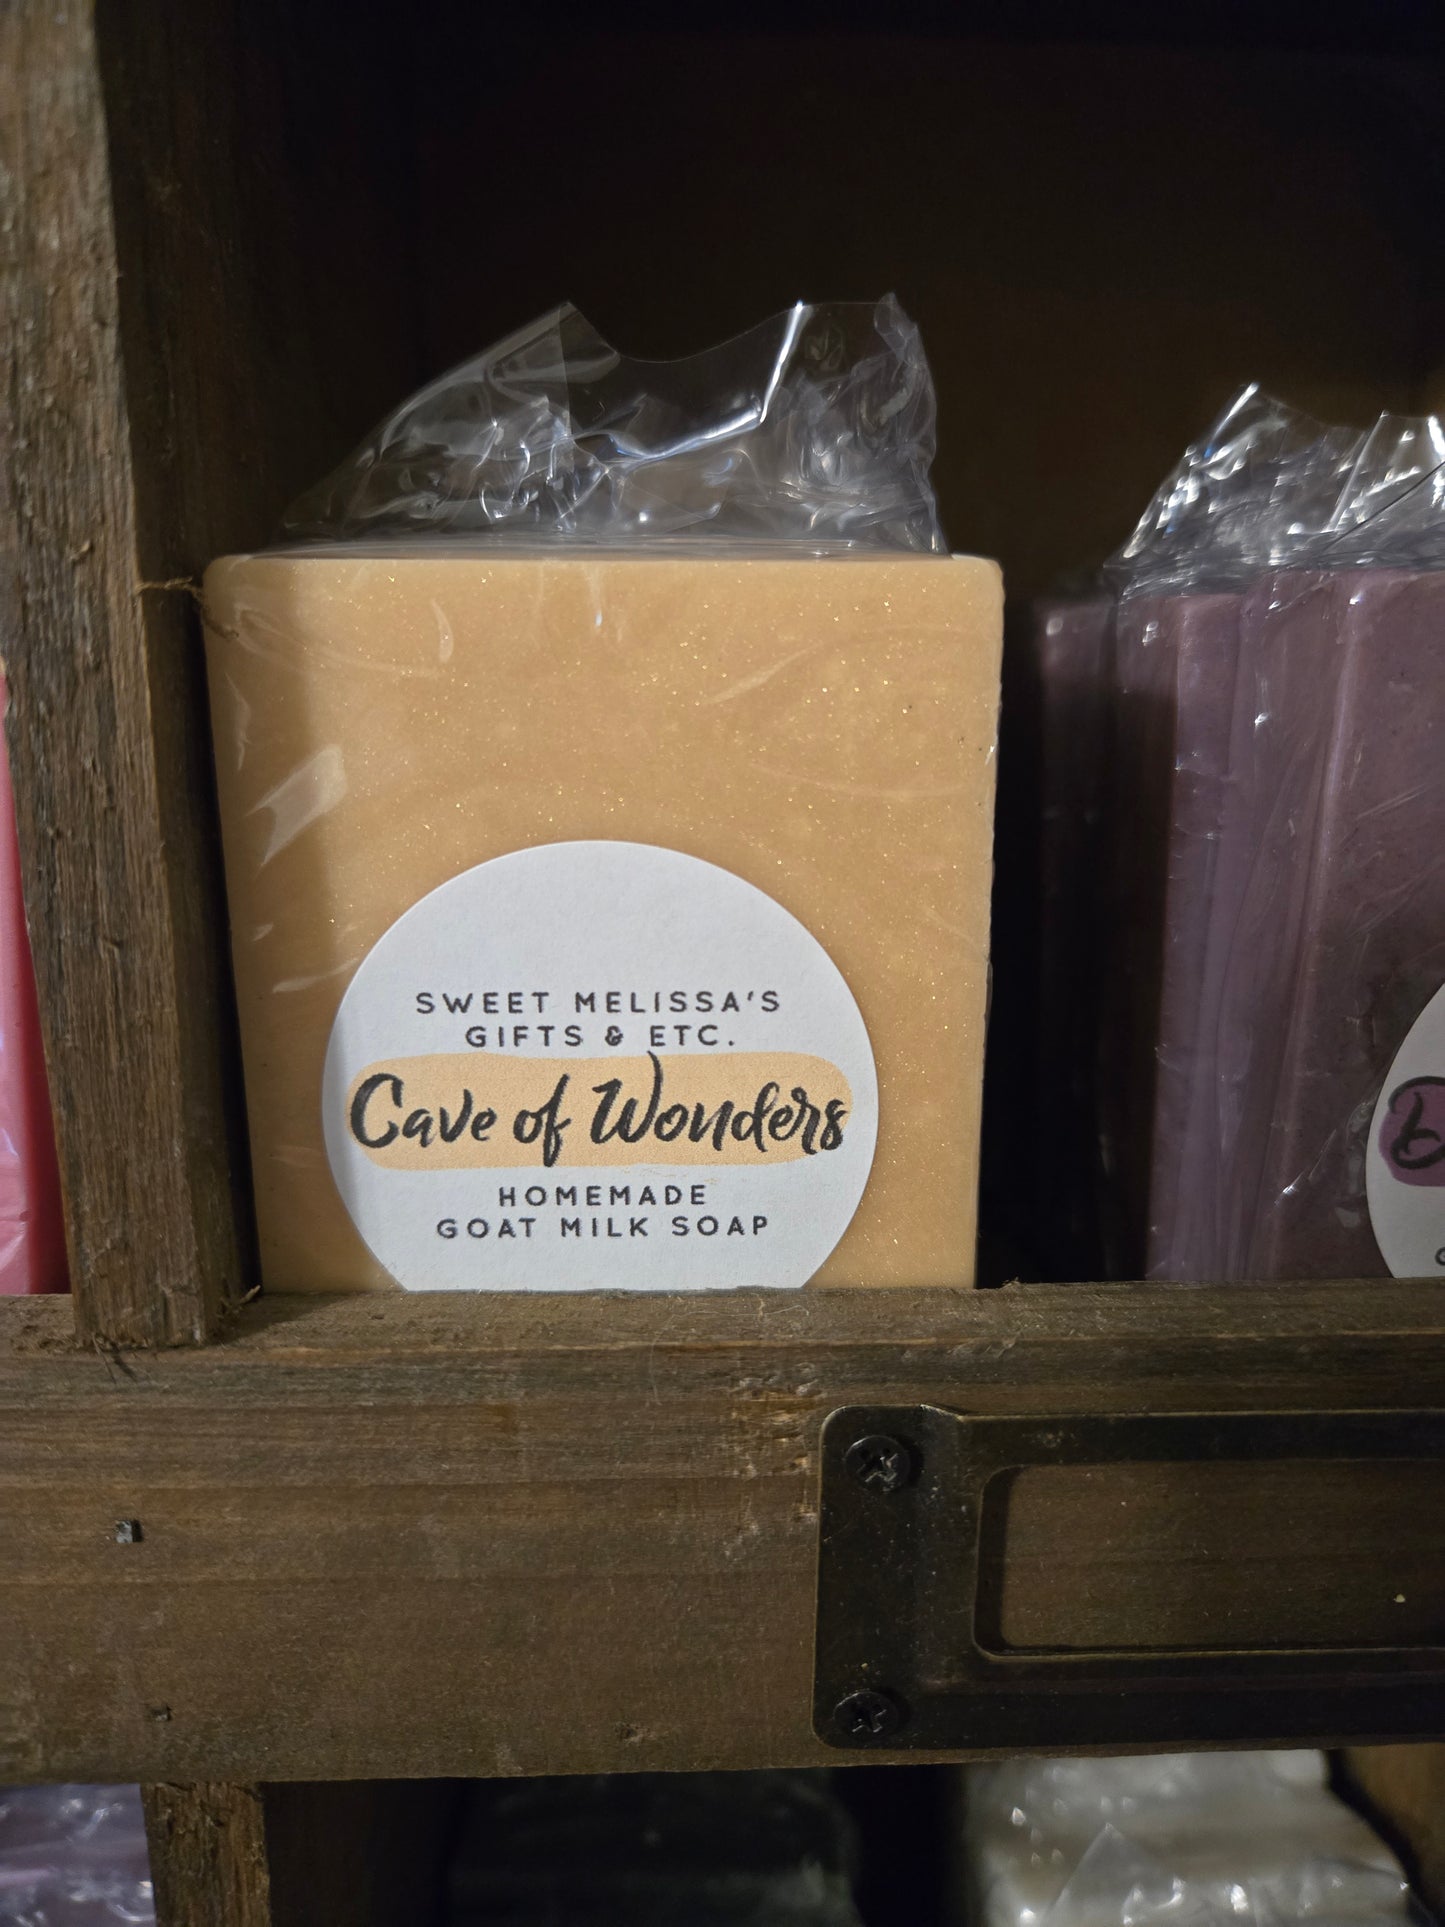 SWEET MELISSA'S
GIFTS & ETC.
Cave of Wonders
HOMEMADE
GOAT MILK SOAP